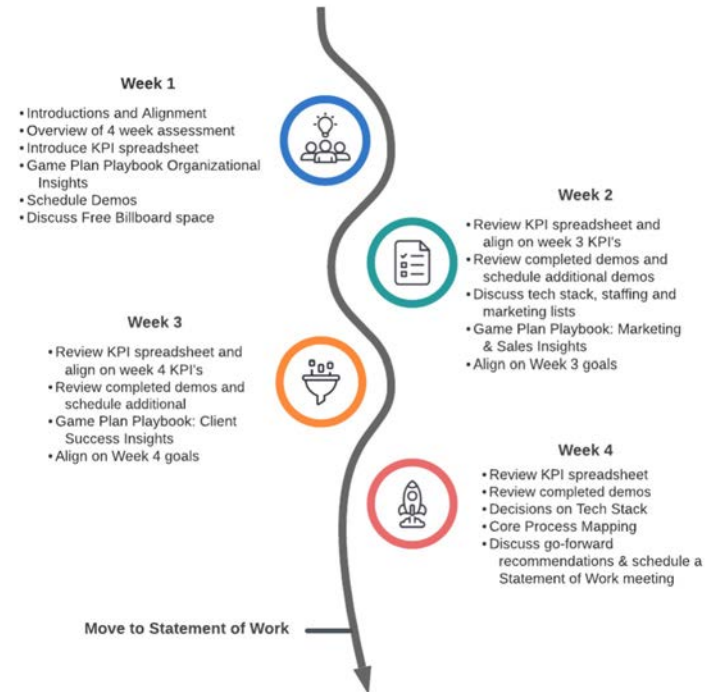 Week 1
• Introductions and Alignment
• Overview of 4 week assessment
• Introduce KPI spreadsheet
• Game Plan Playbook Organizational
Insights
• Schedule Demos
• Discuss Free Billboard space
Week 2
• Review KPI spreadsheet and
align on week 3 KPI's
• Review completed demos and
schedule additional demos
• Discuss tech stack, staffing and
marketing lists
• Game Plan Playbook: Marketing
& Sales Insights
• Align on Week 3 goals
Week 3
• Review KPI spreadsheet and
align on week 4 KPI's
• Review completed demos and
schedule additional
• Game Plan Playbook: Client
Success Insights
• Align on Week 4 goals
Week 4
• Review KPI spreadsheet
• Review completed demos
• Decisions on Tech Stack
• Core Process Mapping
• Discuss go-forward
recommendations & schedule a
Statement of Work meeting
Move to Statement of Work